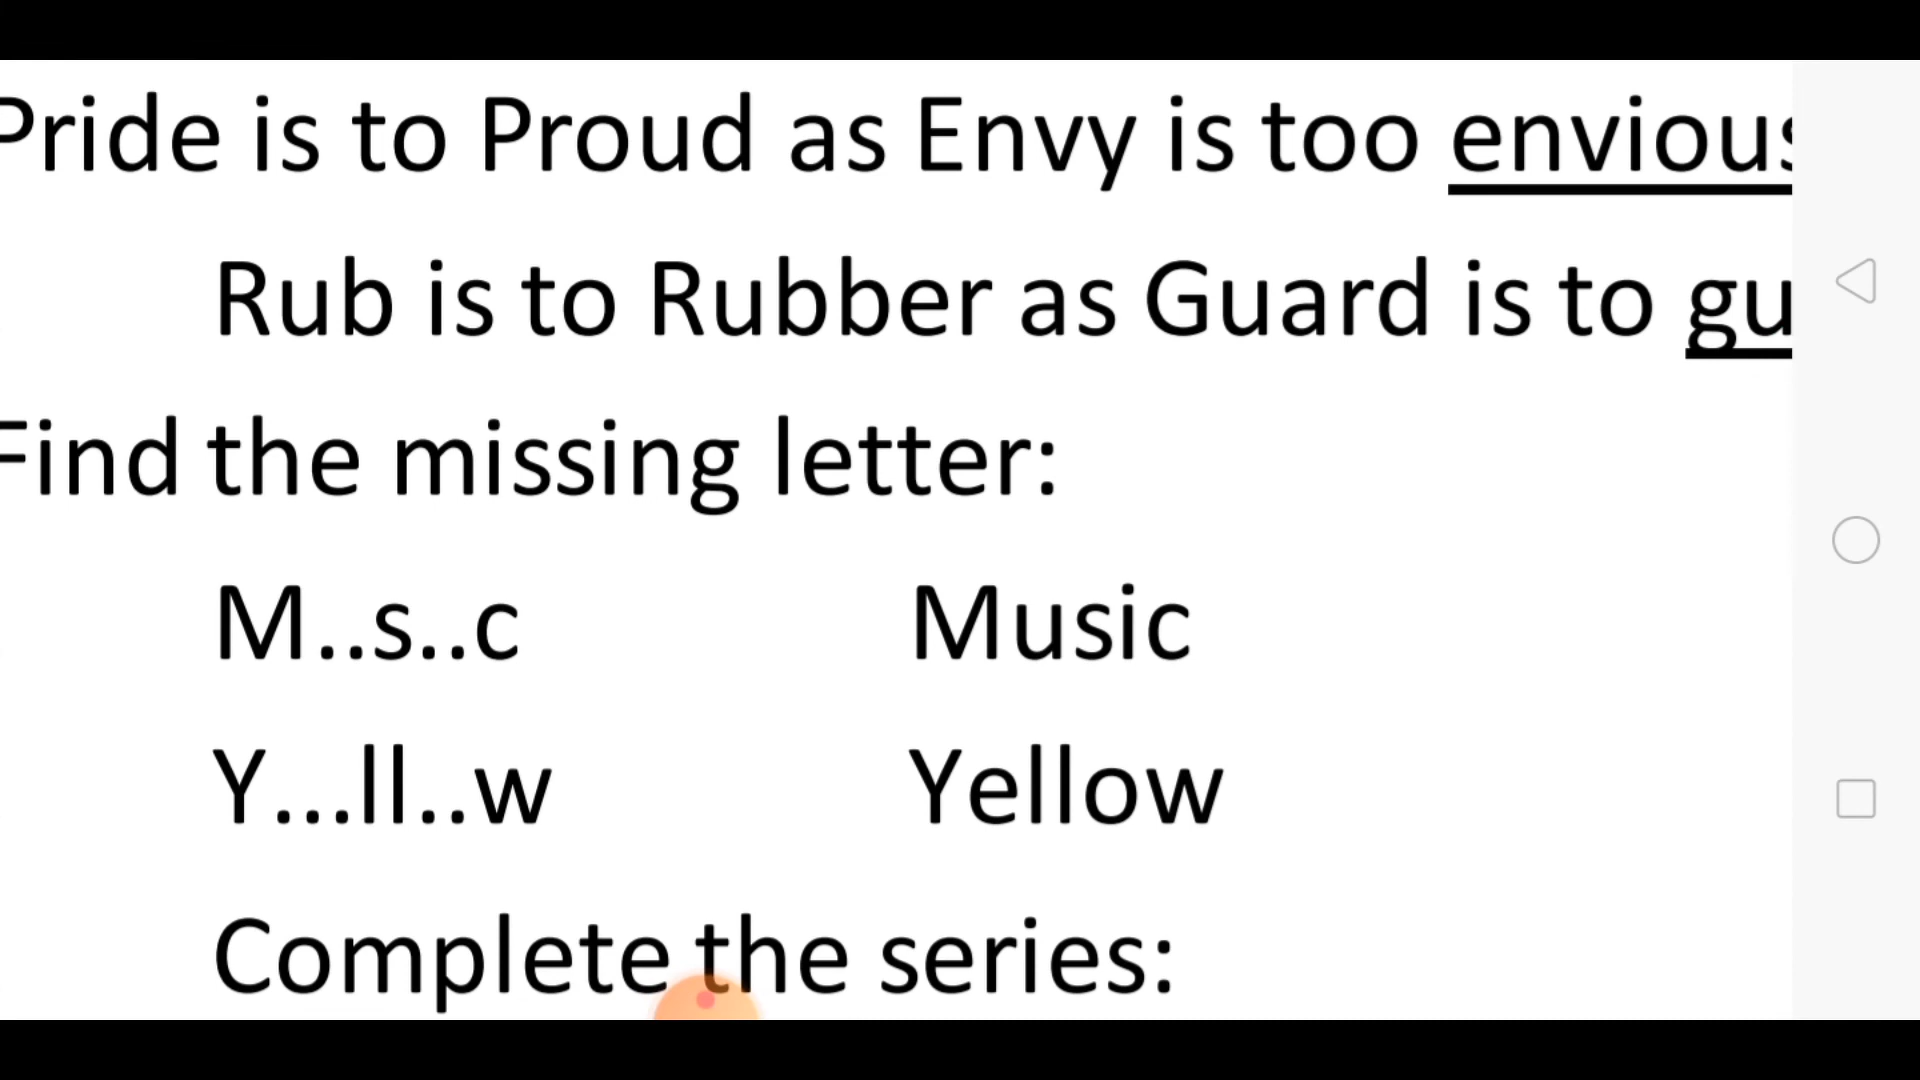 Pride is to Proud as Envy is too envious
Rub is to Rubber as Guard is to gu
Find the missing letter:
M..s..c Music
Y...ll..w Yellow
Complete the series: